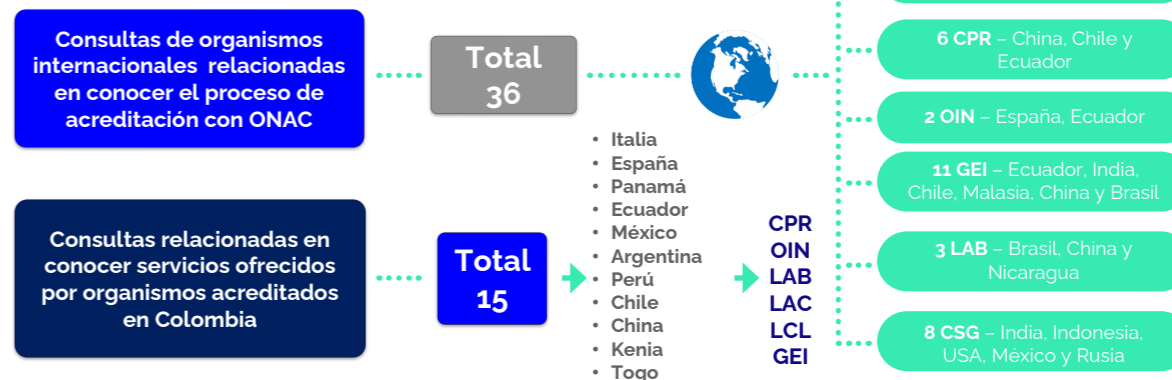 Consultas de organismos
internacionales relacionadas
en conocer el proceso de
acreditación con ONAC
Total
36
6 CPR – China, Chile y
Ecuador
2 OIN – España, Ecuador
11 GEI – Ecuador, India,
Chile, Malasia, China y Brasil
3 LAB – Brasil, China y
Nicaragua
8 CSG – India, Indonesia,
USA, México y Rusia
Consultas relacionadas en
conocer servicios ofrecidos
por organismos acreditados
en Colombia
Total
15
• Italia
• España
• Panamá
• Ecuador
• México
• Argentina
• Perú
• Chile
• China
• Kenia
• Togo
CPR
OIN
LAB
LAC
LCL
GEI